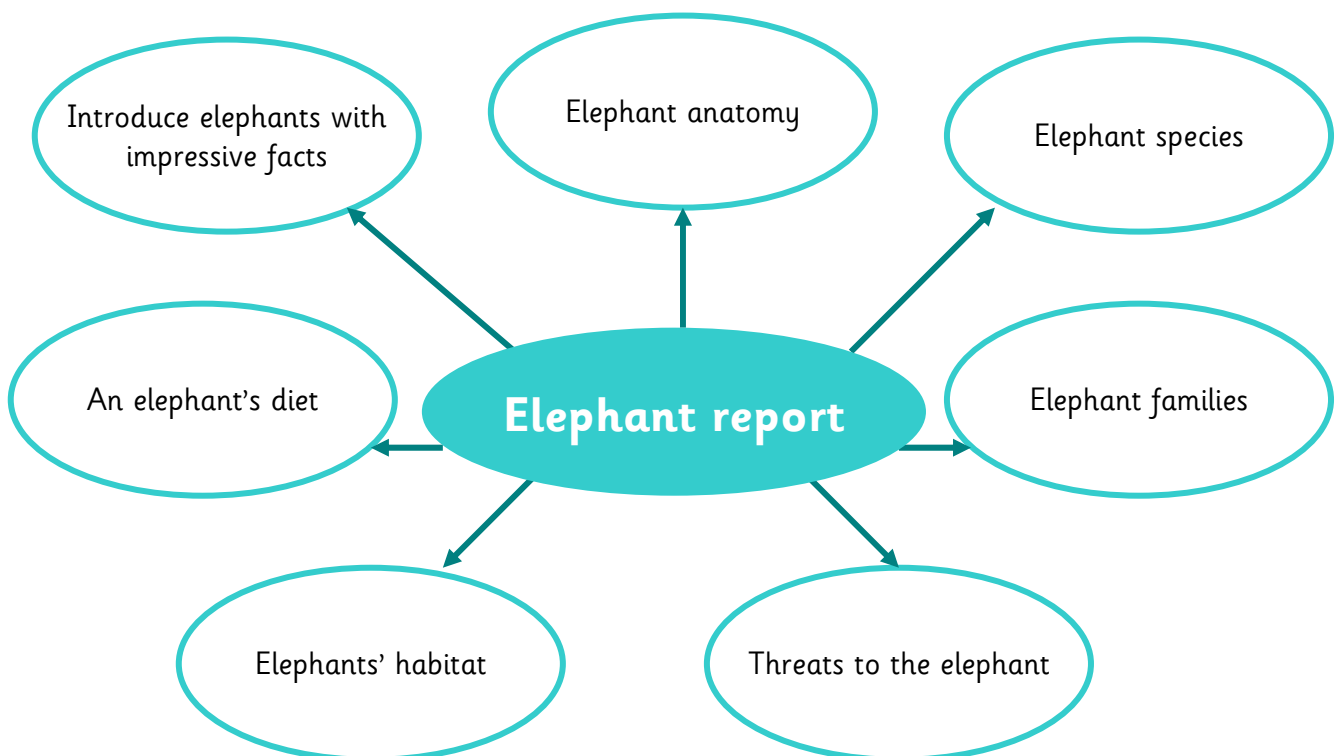 Introduce elephants with
impressive facts
Elephant anatomy
Elephant species
An elephant’s diet
Elephant report
Elephant families
Elephants’ habitat
Threats to the elephant